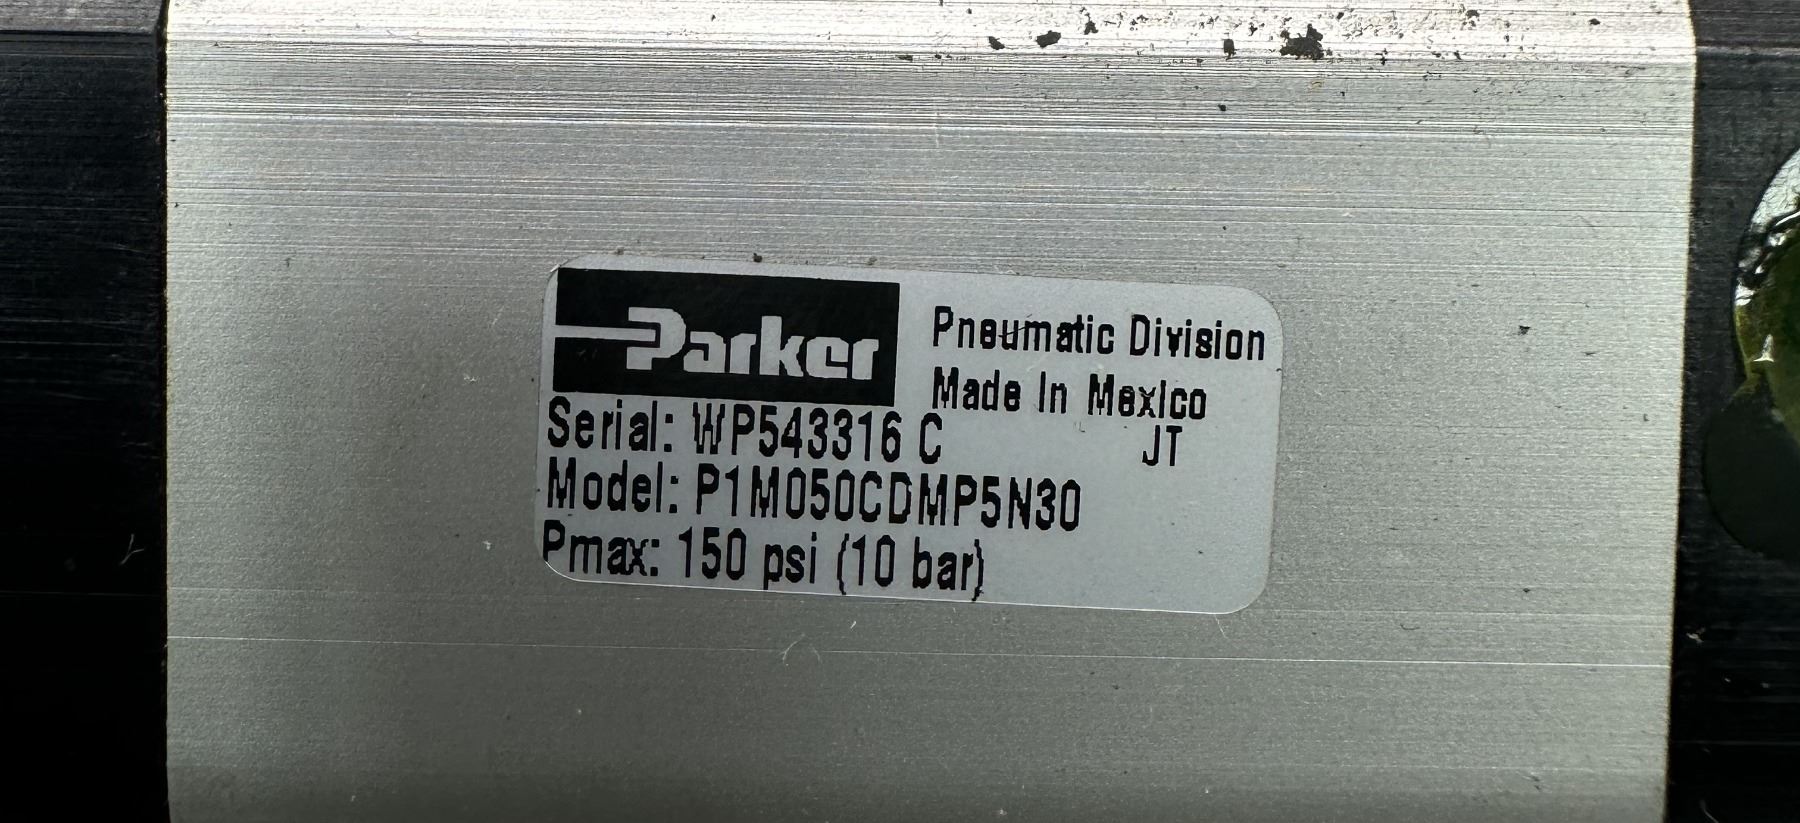 Parker
Pneumatic Division
Made In Mexico
Serial: WP543316 C JT
Model: P1M050CDMP5N30
Pmax: 150 psi (10 bar)